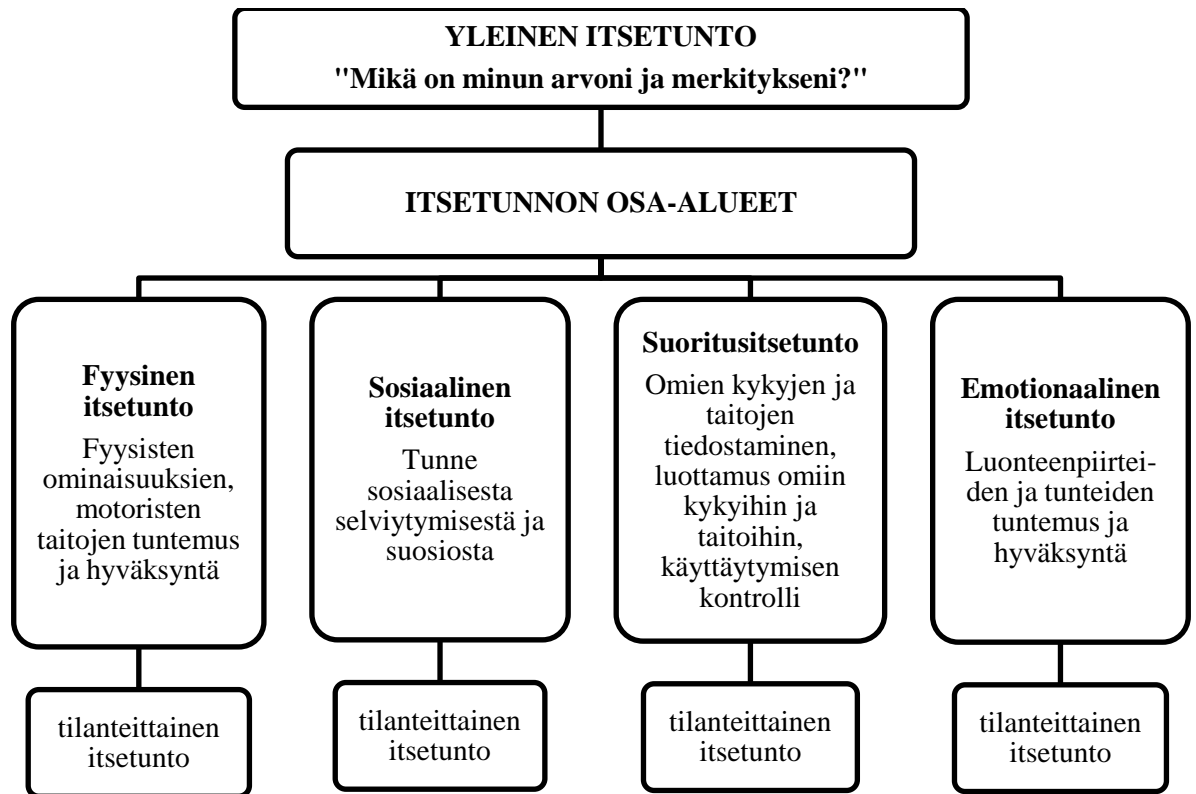 YLEINEN ITSETUNTO
"Mikä on minun arvoni ja merkitykseni?"
ITSETUNNON OSA-ALUEET
Fyysinen
itsetunto
Fyysisten
ominaisuuksien,
motoristen
taitojen tuntemus
ja hyväksyntä
Sosiaalinen
itsetunto
Tunne
sosiaalisesta
selviytymisestä ja
suosiosta
Suoritusitsetunto
Omien kykyjen ja
taitojen
tiedostaminen,
luottamus omiin
kykyihin ja
taitoihin,
käyttäytymisen
kontrolli
Emotionaalinen
itsetunto
Luonteenpiirtei-
den ja tunteiden
tuntemus ja
hyväksyntä
tilanteittainen
itsetunto
tilanteittainen
itsetunto
tilanteittainen
itsetunto
tilanteittainen
itsetunto